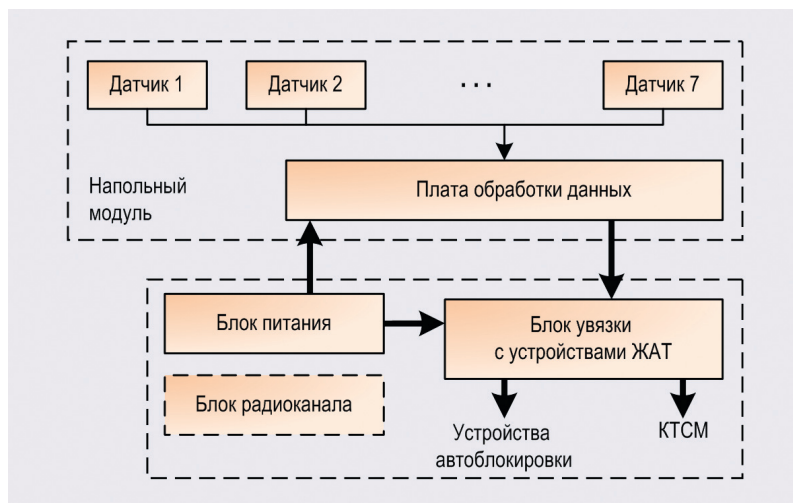 Датчик 1
Датчик 2
...
Датчик 7
Плата обработки данных
Напольный
модуль
Блок питания
Блок увязки
с устройствами ЖАТ
Блок радиоканала
Устройства
автоблокировки
КТСМ